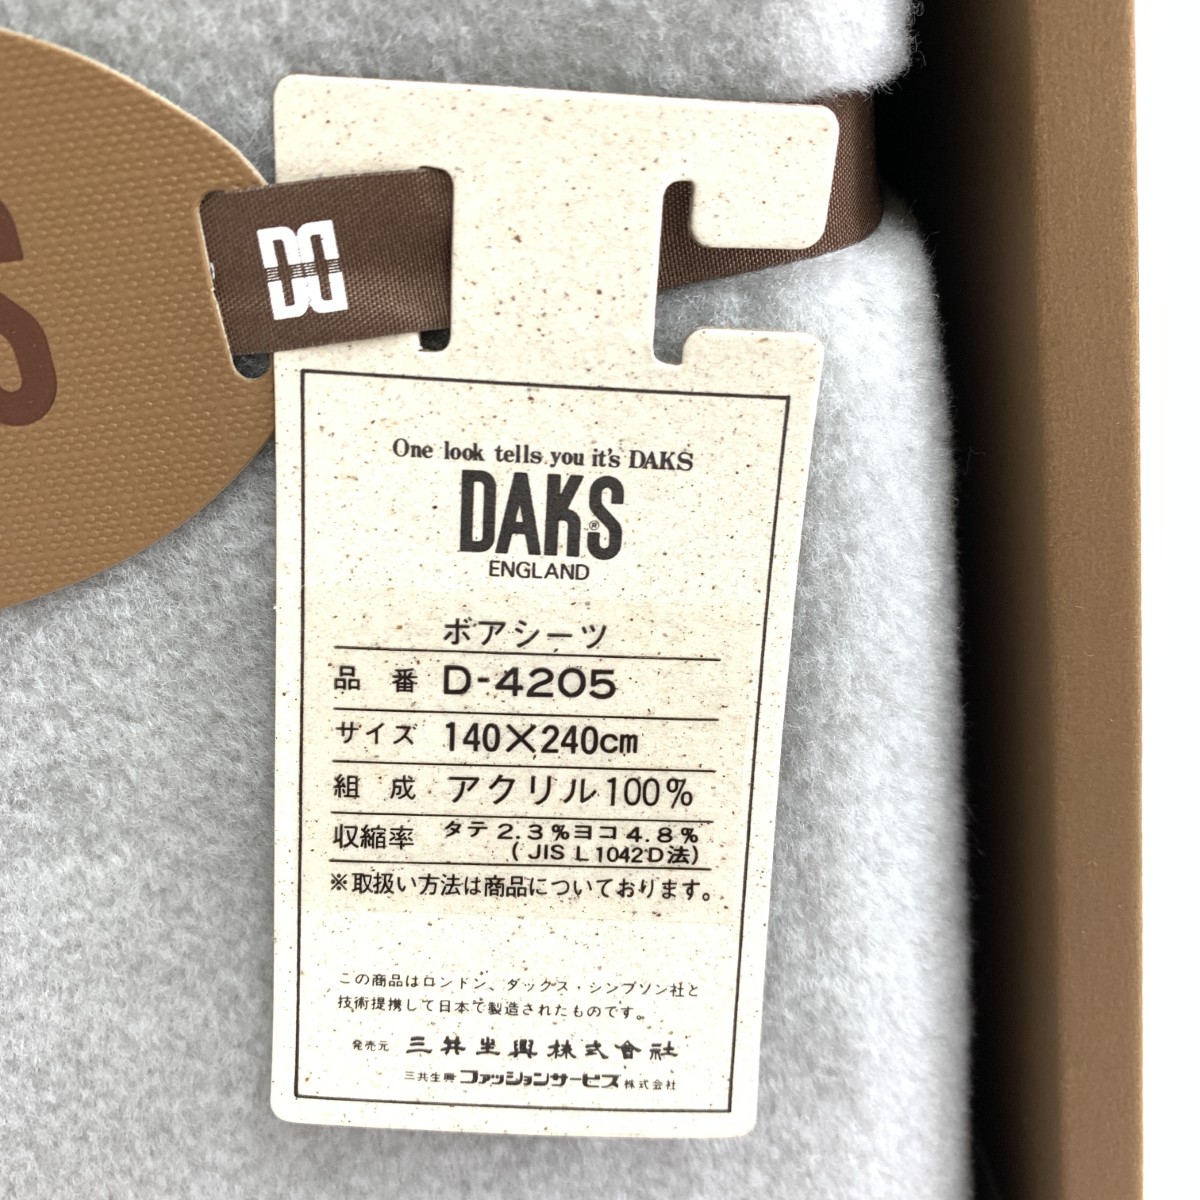 S
One look tells you it's DAKS
DAKS®
ENGLAND
ボアシーツ
品 番 D-4205
サイズ 140×240cm
組 成 アクリル100%
収縮率 タテ2.3%ヨコ4.8%
(JIS L 1042 D法)
※取扱い方法は商品についております。
この商品はロンドン、ダックス・シンプソン社と
技術提携して日本で製造されたものです。
発売元 三共生興株式会社
三共生興ファッションサービス株式会社